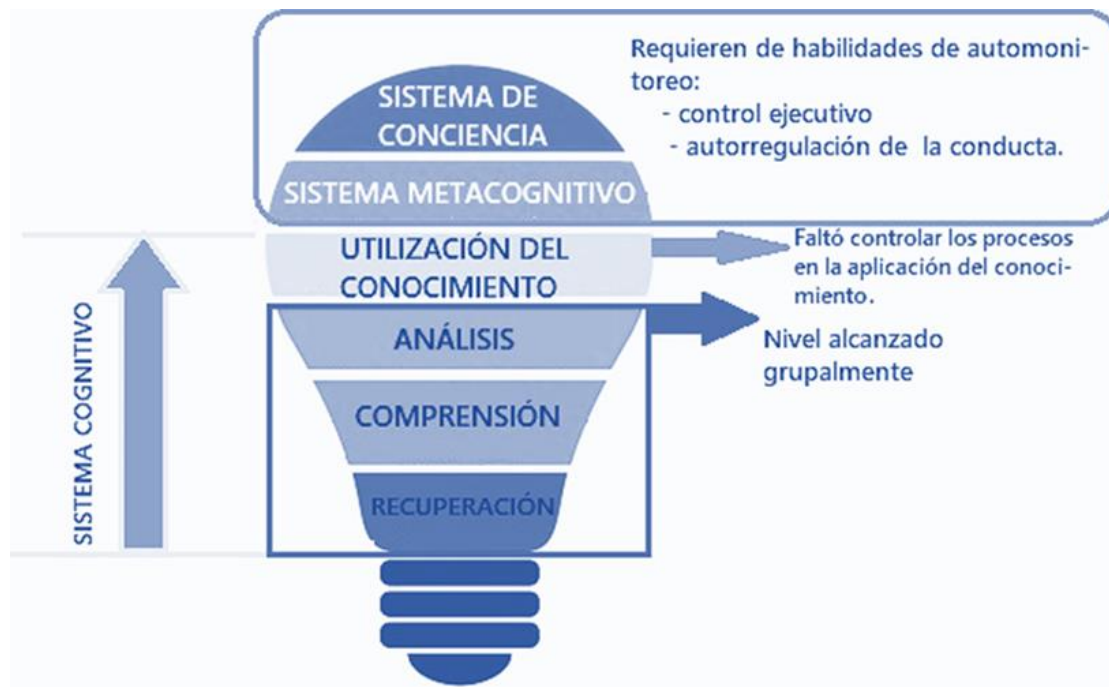 Requieren de habilidades de automoni-
toreo:
- control ejecutivo
- autorregulación de la conducta.
SISTEMA DE
CONCIENCIA
SISTEMA METACOGNITIVO
UTILIZACIÓN DEL
CONOCIMIENTO
Faltó controlar los procesos
en la aplicación del conoci-
miento.
ANÁLISIS
Nivel alcanzado
grupalmente
COMPRENSIÓN
RECUPERACIÓN
SISTEMA COGNITIVO